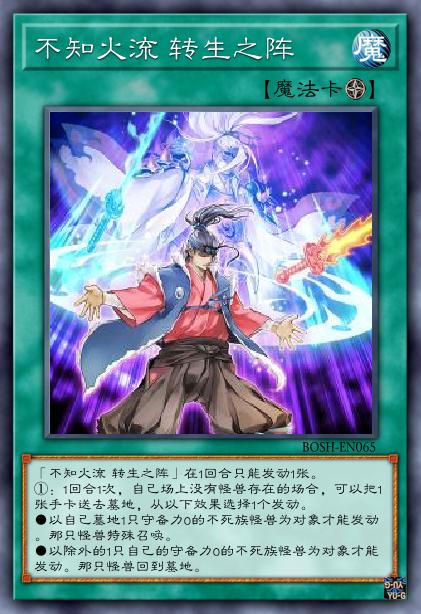 不知火流 转生之阵
魔
【魔法卡】
BOSH-EN065
「不知火流 转生之阵」在1回合只能发动1张。
①：1回合1次，自己场上没有怪兽存在的场合，可以把1
张手卡送去墓地，从以下效果选择1个发动。
●以自己墓地1只守备力0的不死族怪兽为对象才能发动
。那只怪兽特殊召唤。
●以除外的1只自己的守备力0的不死族怪兽为对象才能
发动。那只怪兽回到墓地。